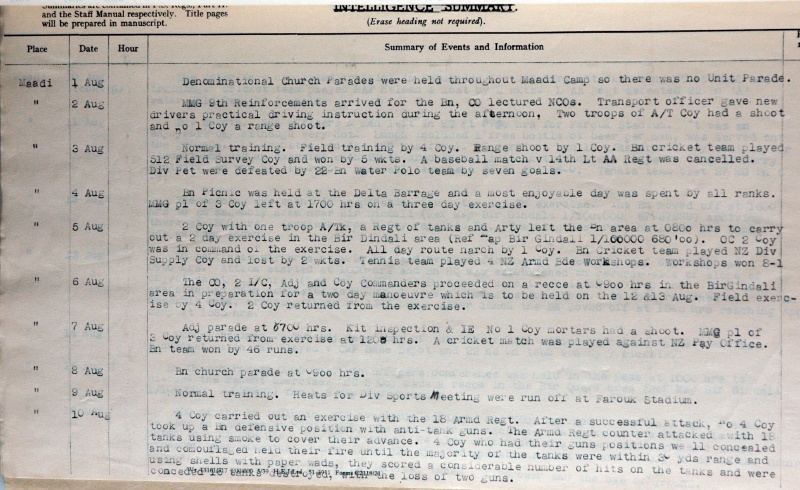 and the Staff Manual respectively. Title pages
will be prepared in manuscript.
INTELLIGENCE SUMMARY.
(Erase heading not required).
Place Date Hour Summary of Events and Information
Maadi 1 Aug Denominational Church Parades were held throughout Maadi Camp so there was no Unit Parade.
" 2 Aug MMG 9th Reinforcements arrived for the Bn, CO lectured NCOs. Transport officer gave new
drivers practical driving instruction during the afternoon, Two troops of A/T Coy had a shoot
and No 1 Coy a range shoot.
" 3 Aug Normal training. Field training by 4 Coy. Range shoot by 1 Coy. Bn cricket team played
512 Field Survey Coy and won by 5 wkts. A baseball match v 14th Lt AA Regt was cancelled.
Div Pet were defeated by 22 Bn Water Polo team by seven goals.
" 4 Aug Bn Picnic was held at the Delta Barrage and a most enjoyable day was spent by all ranks.
MMG pl of 3 Coy left at 1700 hrs on a three day exercise.
" 5 Aug 2 Coy with one troop A/Tk, a Regt of tanks and Arty left the Bn area at 0800 hrs to carry
out a 2 day exercise in the Bir Dindali area (Ref Map Bir Gindali 1/100000 680 ). OC 2 Coy
was in command of the exercise. All day route march by 1 Coy. Bn Cricket team played NZ Div
Supply Coy and lost by 2 wkts. Tennis team played 4 NZ Armd Bde Workshops. Workshops won 8-1
" 6 Aug The CO, 2 I/C, Adj and Coy Commanders proceeded on a recce at 0900 hrs in the BirGindali
area in preparation for a two day manoeuvre which is to be held on the 12 &13 Aug. Field exerc-
ise by 4 Coy. 2 Coy returned from the exercise.
" 7 Aug Adj parade at 0700 hrs. Kit inspection & IE No 1 Coy mortars had a shoot. MMG pl of
3 Coy returned from exercise at 1200 hrs. A cricket match was played against NZ Pay Office.
Bn team won by 46 runs.
" 8 Aug Bn church parade at 0900 hrs.
" 9 Aug Normal training. Heats for Div Sports Meeting were run off at Farouk Stadium.
" 10 Aug 4 Coy carried out an exercise with the 18 Armd Regt. After a successful attack, No 4 Coy
took up a Bn defensive position with anti-tank guns. The Armd Regt counter attacked with 18
tanks using smoke to cover their advance. 4 Coy who had their guns positions well concealed
and comouflaged held their fire until the majority of the tanks were within 30 yds range and
using shells with paper wads, they scored a considerable number of hits on the tanks and were
conceded 10 tanks destroyed, with the loss of two guns.